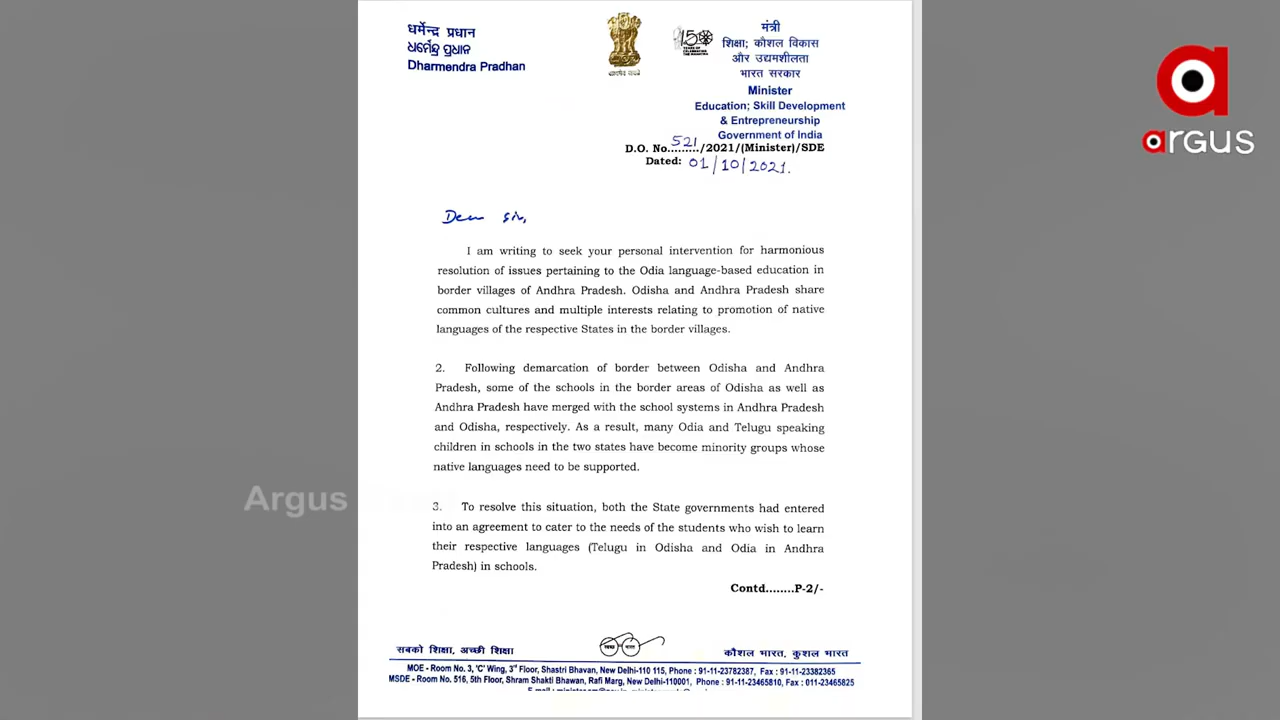 धर्मेन्द्र प्रधान
ଧର୍ମେନ୍ଦ୍ର ପ୍ରଧାନ
Dharmendra Pradhan
सत्यमेव जयते
150
YEARS OF
CELEBRATING
THE MAHATMA
मंत्री
शिक्षा; कौशल विकास
और उद्यमशीलता
भारत सरकार
Minister
Education; Skill Development
& Entrepreneurship
Government of India
D.O. No.521/2021/(Minister)/SDE
Dated: 01/10/2021.
argus
Dear Sir,
I am writing to seek your personal intervention for harmonious
resolution of issues pertaining to the Odia language-based education in
border villages of Andhra Pradesh. Odisha and Andhra Pradesh share
common cultures and multiple interests relating to promotion of native
languages of the respective States in the border villages.
2. Following demarcation of border between Odisha and Andhra
Pradesh, some of the schools in the border areas of Odisha as well as
Andhra Pradesh have merged with the school systems in Andhra Pradesh
and Odisha, respectively. As a result, many Odia and Telugu speaking
children in schools in the two states have become minority groups whose
native languages need to be supported.
Argus
3. To resolve this situation, both the State governments had entered
into an agreement to cater to the needs of the students who wish to learn
their respective languages (Telugu in Odisha and Odia in Andhra
Pradesh) in schools.
Contd........P-2/-
सबको शिक्षा, अच्छी शिक्षा
स्वच्छ भारत
कौशल भारत, कुशल भारत
MOE - Room No. 3, 'C' Wing, 3rd Floor, Shastri Bhavan, New Delhi-110 115, Phone : 91-11-23782387, Fax : 91-11-23382365
MSDE - Room No. 516, 5th Floor, Shram Shakti Bhawan, Rafi Marg, New Delhi-110001, Phone : 91-11-23465810, Fax : 011-23465825